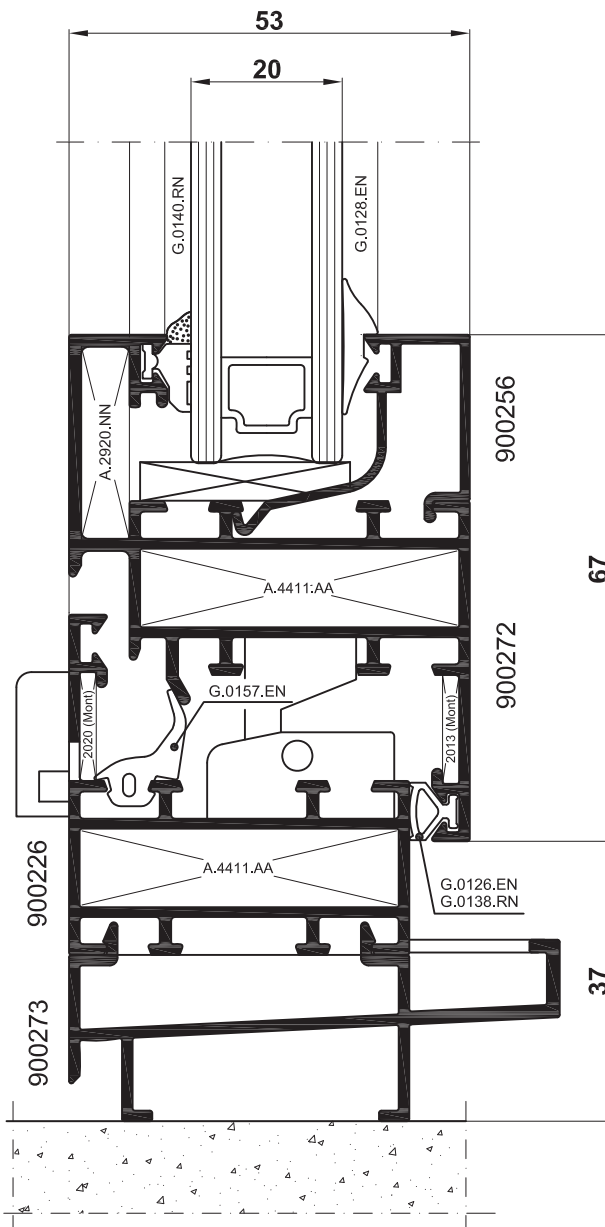 53
20
G.0140.RN
G.0128.EN
A.2920.NN
900256
A.4411.AA
67
900272
G.0157.EN
2020 (Mont)
2013 (Mont)
900226
A.4411.AA
G.0126.EN
G.0138.RN
37
900273